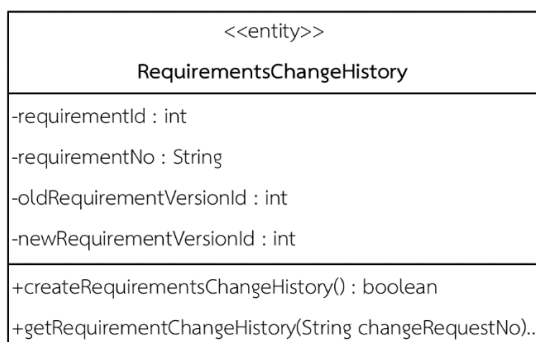 <<entity>>
RequirementsChangeHistory
-requirementId : int
-requirementNo : String
-oldRequirementVersionId : int
-newRequirementVersionId : int
+createRequirementsChangeHistory() : boolean
+getRequirementChangeHistory(String changeRequestNo)..